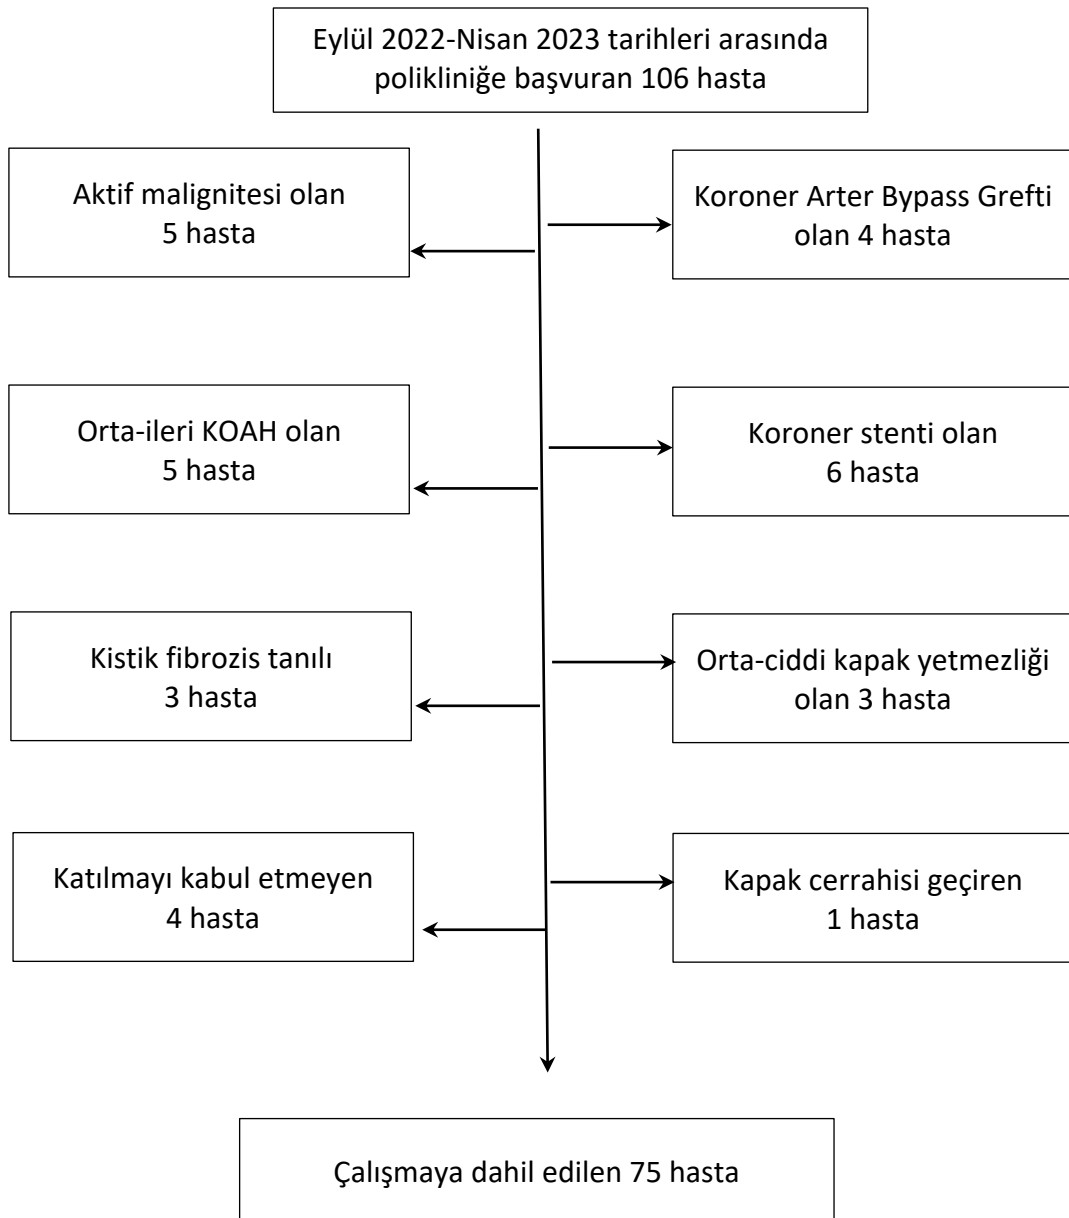 Eylül 2022-Nisan 2023 tarihleri arasında
polikliniğe başvuran 106 hasta
Aktif malignitesi olan
5 hasta
Koroner Arter Bypass Grefti
olan 4 hasta
Orta-ileri KOAH olan
5 hasta
Koroner stenti olan
6 hasta
Kistik fibrozis tanılı
3 hasta
Orta-ciddi kapak yetmezliği
olan 3 hasta
Katılmayı kabul etmeyen
4 hasta
Kapak cerrahisi geçiren
1 hasta
Çalışmaya dahil edilen 75 hasta